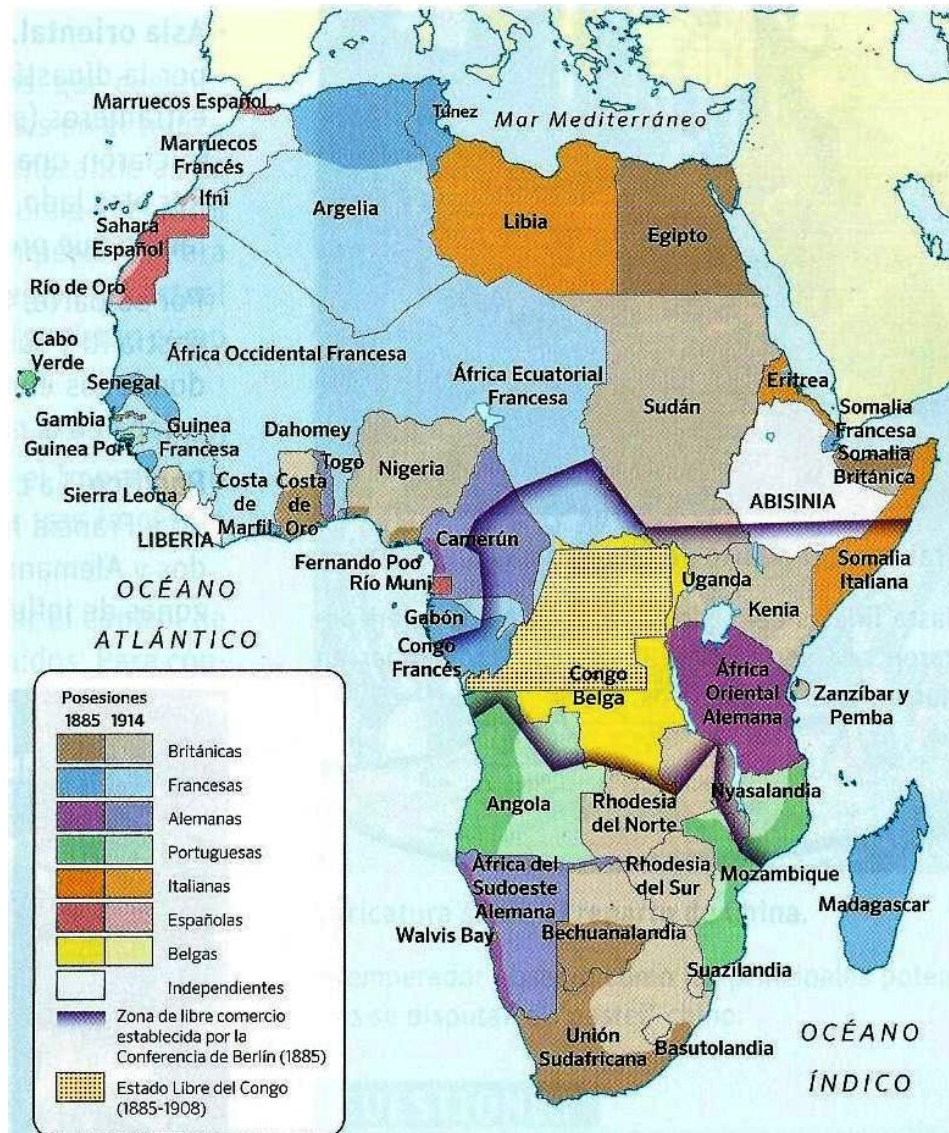 Asia oriental.
por la dinastí
Marruecos Español
Túnez
Mar Mediterráneo
Marruecos
Francés
Ifni
Argelia
Libia
Egipto
Sahara
Español
Río de Oro
Cabo
Verde
África Occidental Francesa
África Ecuatorial
Francesa
Sudán
Eritrea
Senegal
Gambia
Guinea
Francesa
Guinea Port.
Dahomey
Togo
Nigeria
Somalia
Francesa
Somalia
Británica
Sierra Leona
Costa
de
Marfil
Costa
de
Oro
ABISINIA
LIBERIA
Camerún
Fernando Poo
Río Muni
Uganda
Somalia
Italiana
Kenia
OCÉANO
ATLÁNTICO
Gabón
Congo
Francés
Congo
Belga
África
Oriental
Alemana
Zanzíbar y
Pemba
Angola
Rhodesia
del Norte
Nyasalandia
África del
Sudoeste
Alemana
Rhodesia
del Sur
Mozambique
Madagascar
Walvis Bay
Bechuanalandia
Suazilandia
Unión
Sudafricana
Basutolandia
OCÉANO
ÍNDICO
Posesiones
1885 1914
Británicas
Francesas
Alemanas
Portuguesas
Italianas
Españolas
Belgas
Independientes
Zona de libre comercio
establecida por la
Conferencia de Berlín (1885)
Estado Libre del Congo
(1885-1908)